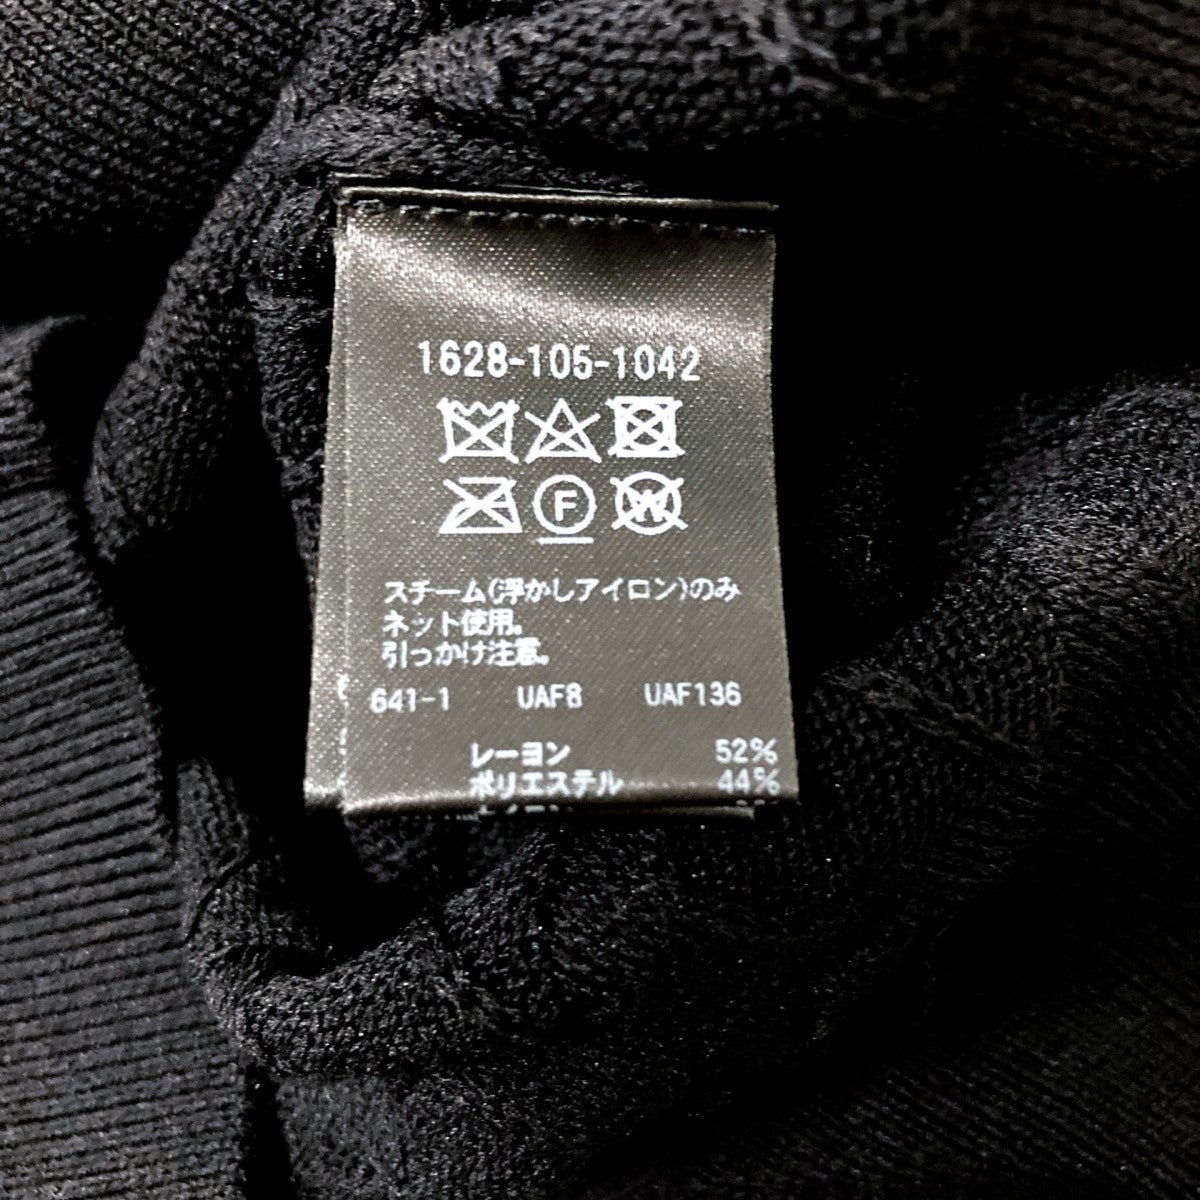 1628-105-1042
F W
スチーム(浮かしアイロン)のみ
ネット使用。
引っかけ注意。
641-1 UAF8 UAF136
レーヨン 52%
ポリエステル 44%